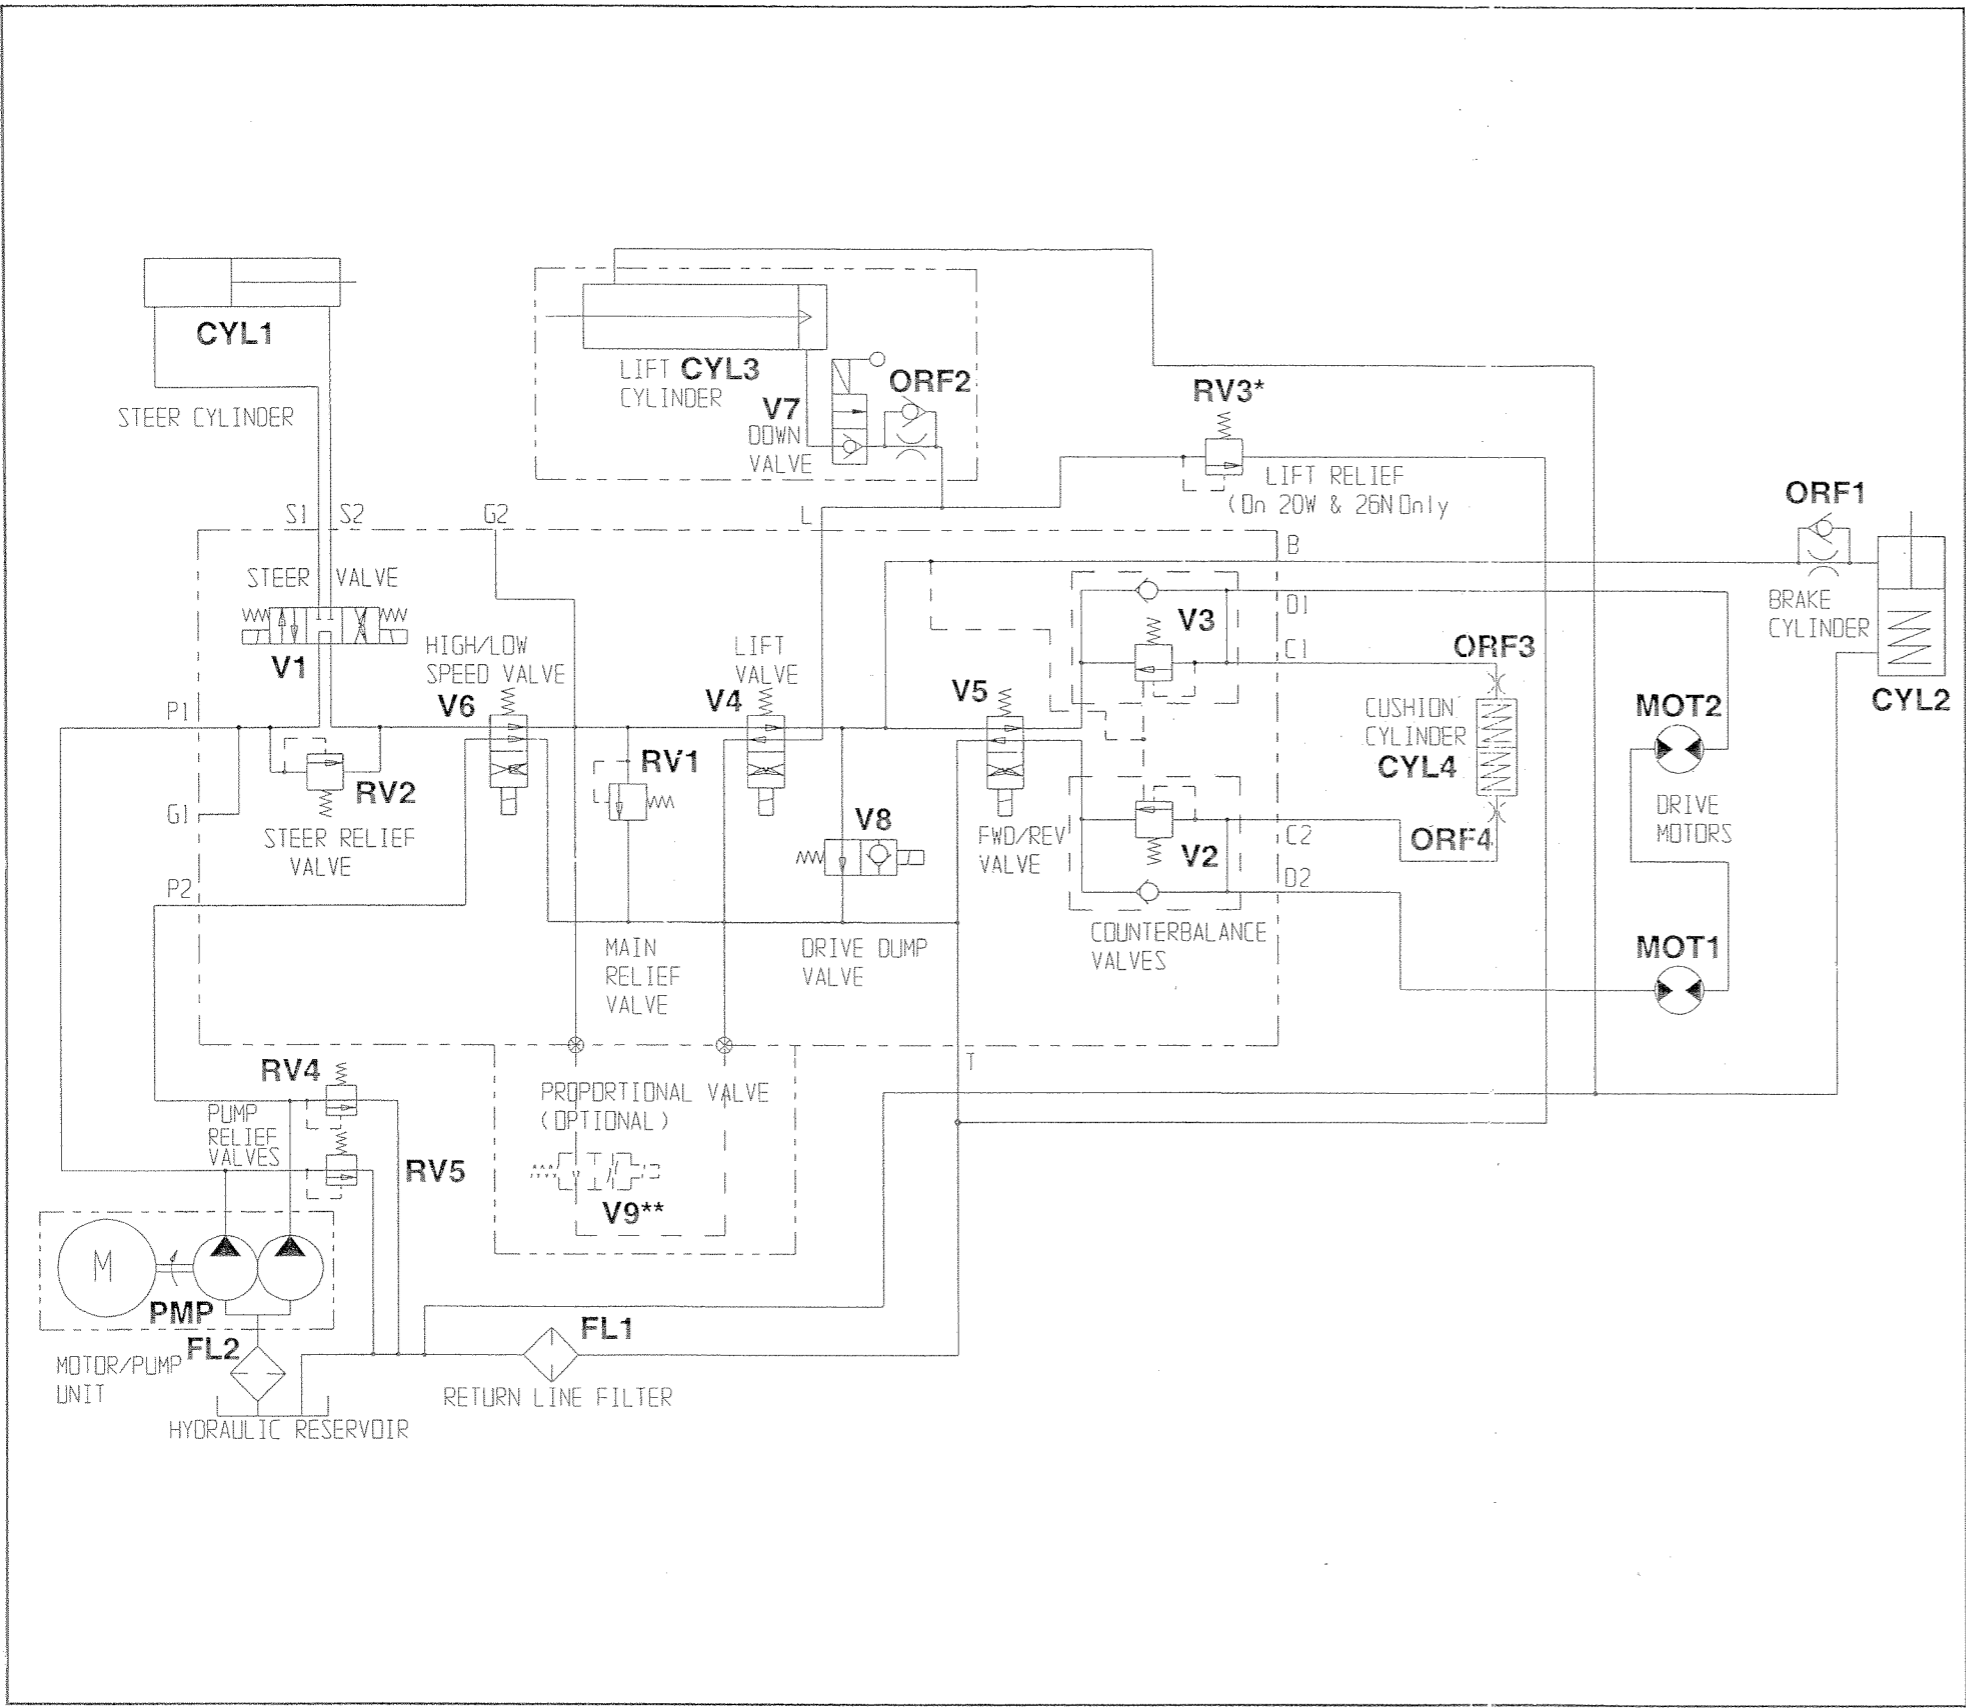 CYL1
STEER CYLINDER
LIFT CYL3
CYLINDER
ORF2
V7
DOWN
VALVE
RV3*
LIFT RELIEF
(On 20W & 26N Only
ORF1
BRAKE
CYLINDER
CYL2
S1
S2
G2
L
B
STEER VALVE
V1
HIGH/LOW
SPEED VALVE
V6
LIFT
VALVE
V4
V5
V3
D1
C1
ORF3
CUSHION
CYLINDER
CYL4
MOT2
P1
RV2
RV1
G1
STEER RELIEF
VALVE
V8
FWD/REV
VALVE
V2
C2
ORF4
DRIVE
MOTORS
P2
D2
MAIN
RELIEF
VALVE
DRIVE DUMP
VALVE
COUNTERBALANCE
VALVES
MOT1
T
RV4
PUMP
RELIEF
VALVES
RV5
PROPORTIONAL VALVE
(OPTIONAL)
V9**
M
PMP
FL2
MOTOR/PUMP
UNIT
FL1
RETURN LINE FILTER
HYDRAULIC RESERVOIR